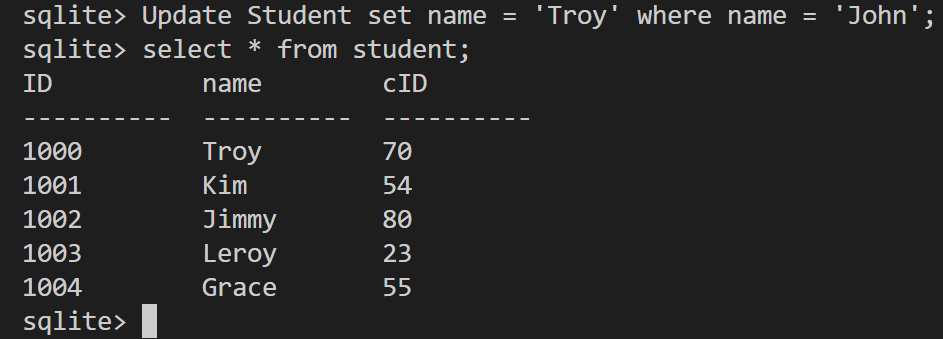 sqlite> Update Student set name = 'Troy' where name = 'John';
sqlite> select * from student;
ID          name        cID
----------  ----------  ----------
1000        Troy        70
1001        Kim         54
1002        Jimmy       80
1003        Leroy       23
1004        Grace       55
sqlite>